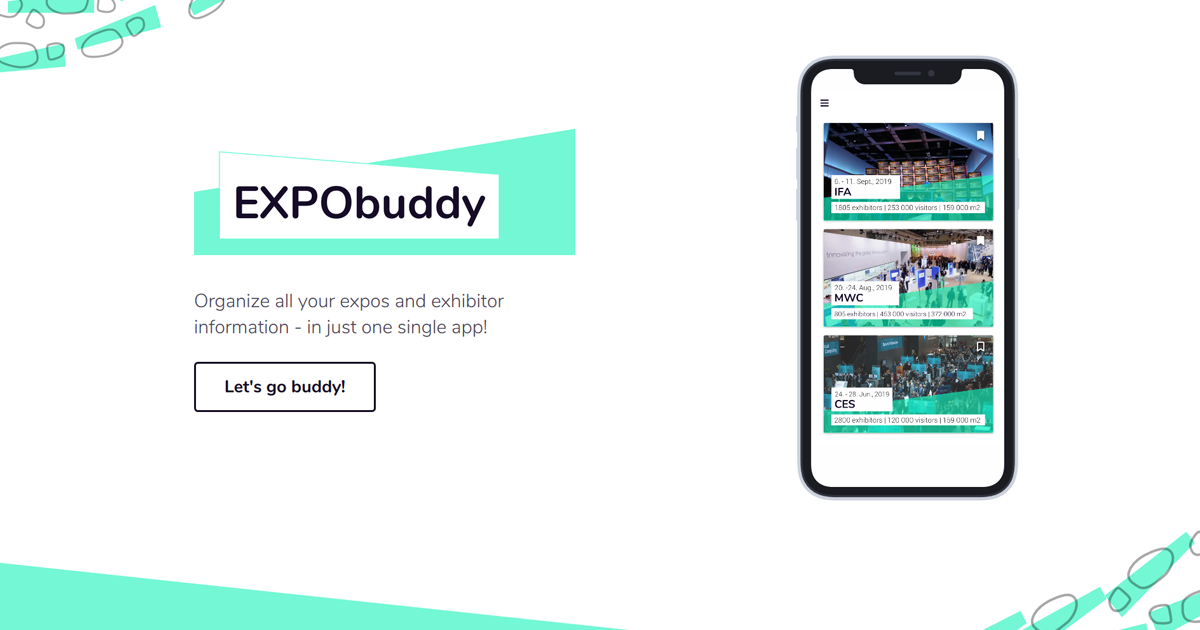 EXPObuddy
Organize all your expos and exhibitor
information - in just one single app!
Let's go buddy!
6. - 11. Sept., 2019
IFA
1805 exhibitors | 253 000 visitors | 159 000 m2
20. -24. Aug., 2019
MWC
805 exhibitors | 453 000 visitors | 372 000 m2
24. - 28. Jun., 2019
CES
2800 exhibitors | 120 000 visitors | 159 000 m2